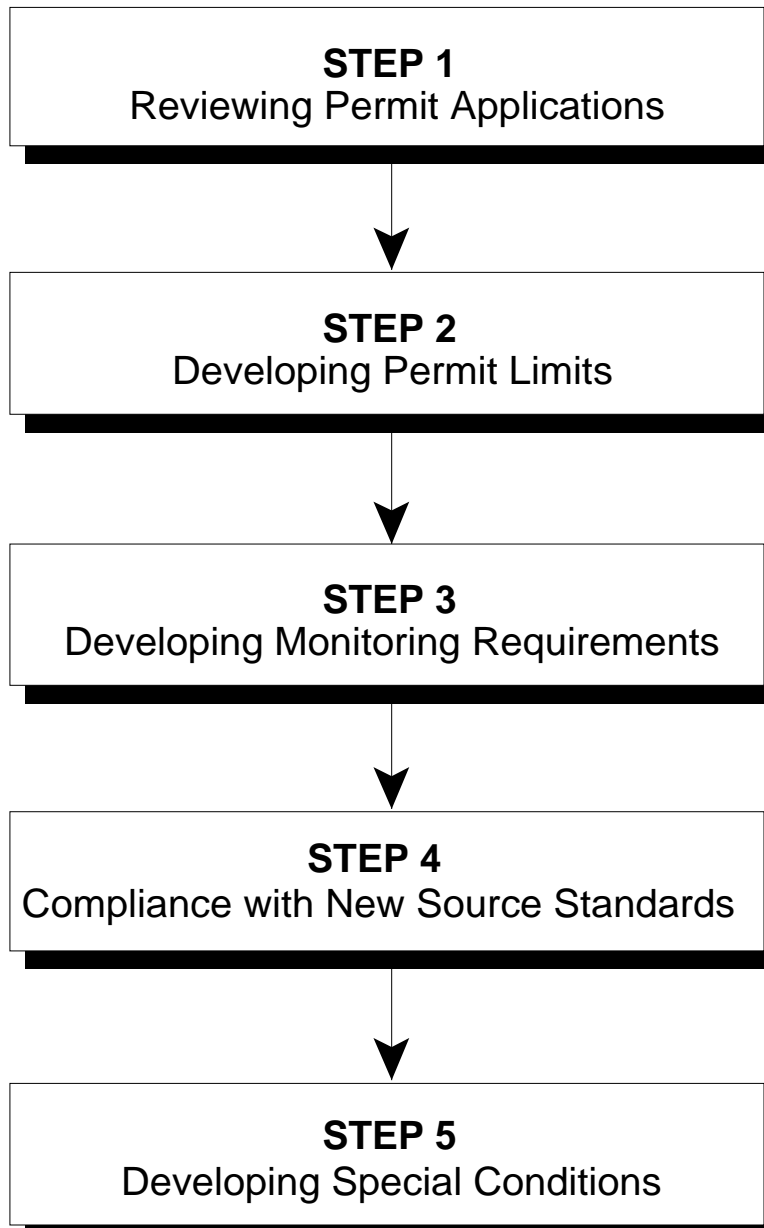 STEP 1
Reviewing Permit Applications
STEP 2
Developing Permit Limits
STEP 3
Developing Monitoring Requirements
STEP 4
Compliance with New Source Standards
STEP 5
Developing Special Conditions